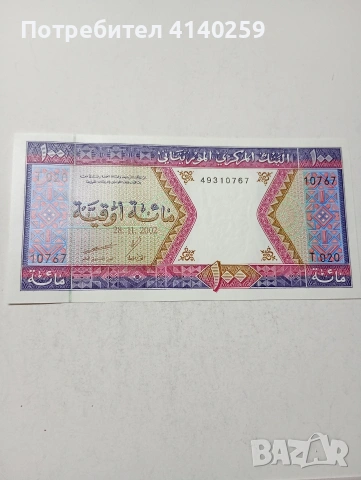 Потребител 4140259
١٠٠ البنك المركزي الموريتاني ١٠٠
T.020 49310767 10767
مائة أوقية
28.11.2002
10767 T.020
مائة ١٠٠ مائة
BAZAR